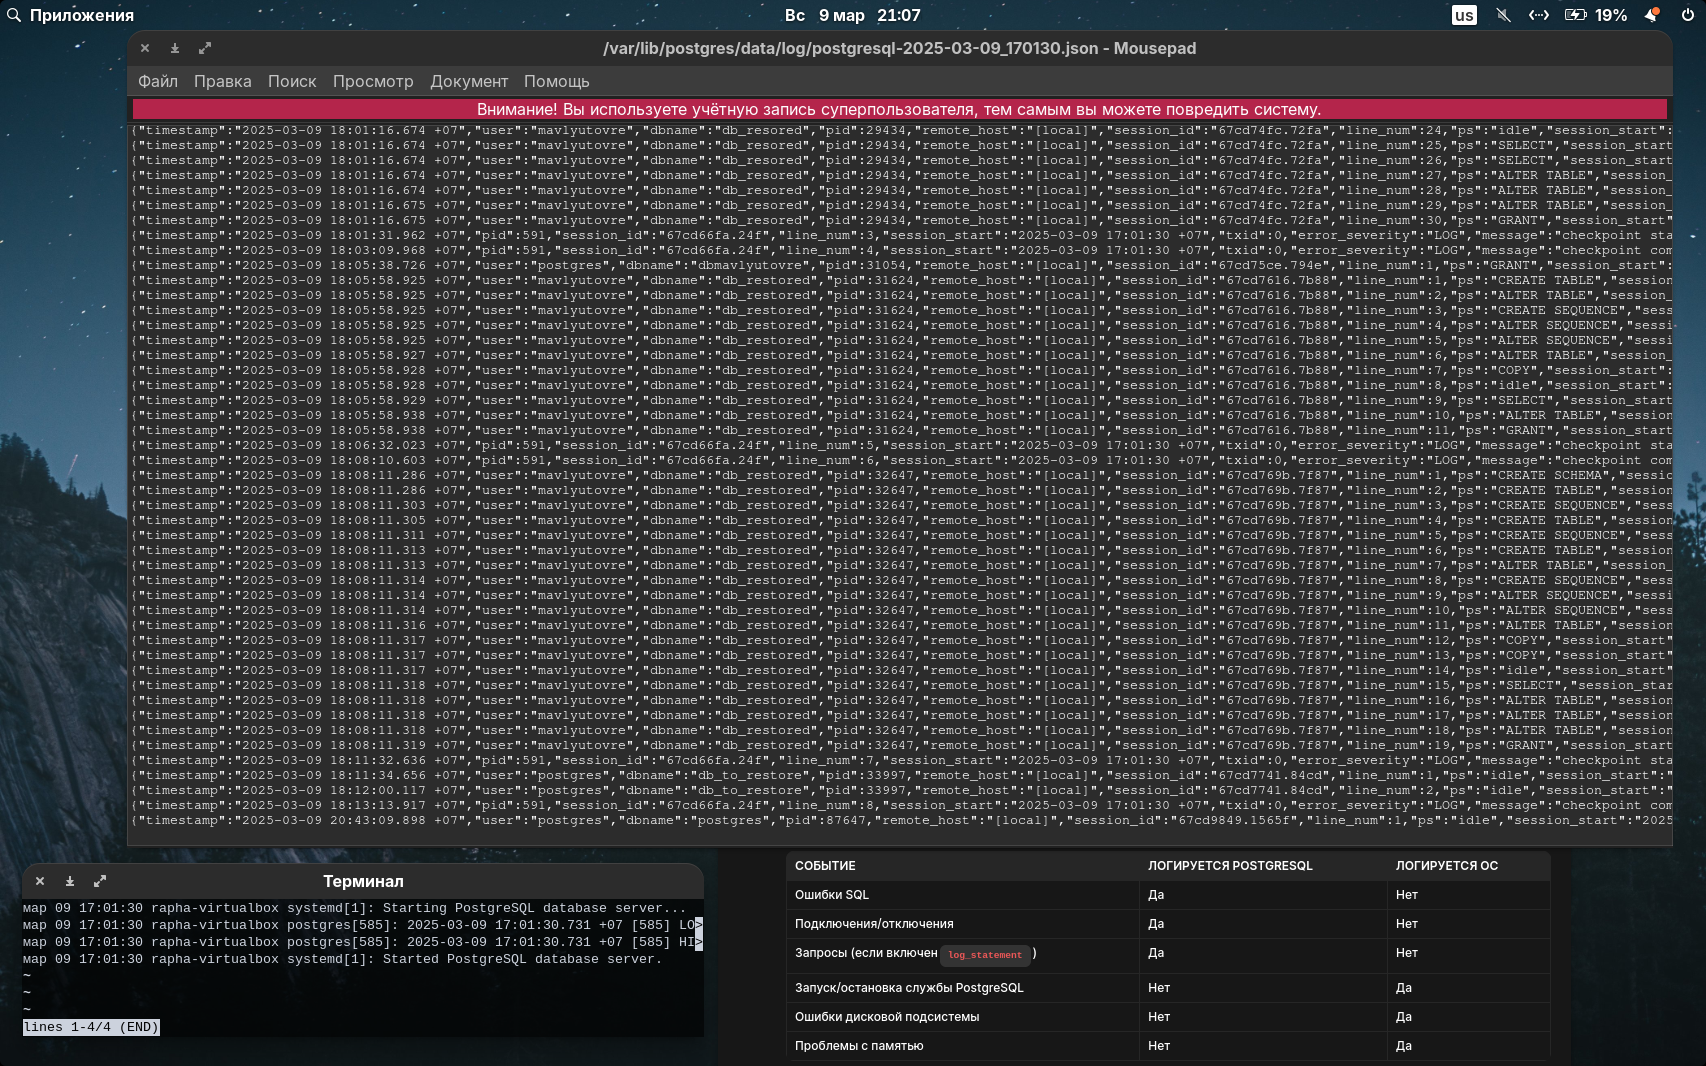 Приложения
Вс 9 мар 21:07
us
19%
/var/lib/postgres/data/log/postgresql-2025-03-09_170130.json - Mousepad
Файл Правка Поиск Просмотр Документ Помощь
Внимание! Вы используете учётную запись суперпользователя, тем самым вы можете повредить систему.
{"timestamp":"2025-03-09 18:01:16.674 +07","user":"mavlyutovre","dbname":"db_resored","pid":29434,"remote_host":"[local]","session_id":"67cd74fc.72fa","line_num":24,"ps":"idle","session_start":
{"timestamp":"2025-03-09 18:01:16.674 +07","user":"mavlyutovre","dbname":"db_resored","pid":29434,"remote_host":"[local]","session_id":"67cd74fc.72fa","line_num":25,"ps":"SELECT","session_start
{"timestamp":"2025-03-09 18:01:16.674 +07","user":"mavlyutovre","dbname":"db_resored","pid":29434,"remote_host":"[local]","session_id":"67cd74fc.72fa","line_num":26,"ps":"SELECT","session_start
{"timestamp":"2025-03-09 18:01:16.674 +07","user":"mavlyutovre","dbname":"db_resored","pid":29434,"remote_host":"[local]","session_id":"67cd74fc.72fa","line_num":27,"ps":"ALTER TABLE","session_
{"timestamp":"2025-03-09 18:01:16.674 +07","user":"mavlyutovre","dbname":"db_resored","pid":29434,"remote_host":"[local]","session_id":"67cd74fc.72fa","line_num":28,"ps":"ALTER TABLE","session_
{"timestamp":"2025-03-09 18:01:16.675 +07","user":"mavlyutovre","dbname":"db_resored","pid":29434,"remote_host":"[local]","session_id":"67cd74fc.72fa","line_num":29,"ps":"ALTER TABLE","session_
{"timestamp":"2025-03-09 18:01:16.675 +07","user":"mavlyutovre","dbname":"db_resored","pid":29434,"remote_host":"[local]","session_id":"67cd74fc.72fa","line_num":30,"ps":"GRANT","session_start"
{"timestamp":"2025-03-09 18:01:31.962 +07","pid":591,"session_id":"67cd66fa.24f","line_num":3,"session_start":"2025-03-09 17:01:30 +07","txid":0,"error_severity":"LOG","message":"checkpoint sta
{"timestamp":"2025-03-09 18:03:09.968 +07","pid":591,"session_id":"67cd66fa.24f","line_num":4,"session_start":"2025-03-09 17:01:30 +07","txid":0,"error_severity":"LOG","message":"checkpoint com
{"timestamp":"2025-03-09 18:05:38.726 +07","user":"postgres","dbname":"dbmavlyutovre","pid":31054,"remote_host":"[local]","session_id":"67cd75ce.794e","line_num":1,"ps":"GRANT","session_start":
{"timestamp":"2025-03-09 18:05:58.925 +07","user":"mavlyutovre","dbname":"db_restored","pid":31624,"remote_host":"[local]","session_id":"67cd7616.7b88","line_num":1,"ps":"CREATE TABLE","session
{"timestamp":"2025-03-09 18:05:58.925 +07","user":"mavlyutovre","dbname":"db_restored","pid":31624,"remote_host":"[local]","session_id":"67cd7616.7b88","line_num":2,"ps":"ALTER TABLE","session_
{"timestamp":"2025-03-09 18:05:58.925 +07","user":"mavlyutovre","dbname":"db_restored","pid":31624,"remote_host":"[local]","session_id":"67cd7616.7b88","line_num":3,"ps":"CREATE SEQUENCE","sess
{"timestamp":"2025-03-09 18:05:58.925 +07","user":"mavlyutovre","dbname":"db_restored","pid":31624,"remote_host":"[local]","session_id":"67cd7616.7b88","line_num":4,"ps":"ALTER SEQUENCE","sessi
{"timestamp":"2025-03-09 18:05:58.925 +07","user":"mavlyutovre","dbname":"db_restored","pid":31624,"remote_host":"[local]","session_id":"67cd7616.7b88","line_num":5,"ps":"ALTER SEQUENCE","sessi
{"timestamp":"2025-03-09 18:05:58.927 +07","user":"mavlyutovre","dbname":"db_restored","pid":31624,"remote_host":"[local]","session_id":"67cd7616.7b88","line_num":6,"ps":"ALTER TABLE","session_
{"timestamp":"2025-03-09 18:05:58.928 +07","user":"mavlyutovre","dbname":"db_restored","pid":31624,"remote_host":"[local]","session_id":"67cd7616.7b88","line_num":7,"ps":"COPY","session_start":
{"timestamp":"2025-03-09 18:05:58.928 +07","user":"mavlyutovre","dbname":"db_restored","pid":31624,"remote_host":"[local]","session_id":"67cd7616.7b88","line_num":8,"ps":"idle","session_start":
{"timestamp":"2025-03-09 18:05:58.929 +07","user":"mavlyutovre","dbname":"db_restored","pid":31624,"remote_host":"[local]","session_id":"67cd7616.7b88","line_num":9,"ps":"SELECT","session_start
{"timestamp":"2025-03-09 18:05:58.938 +07","user":"mavlyutovre","dbname":"db_restored","pid":31624,"remote_host":"[local]","session_id":"67cd7616.7b88","line_num":10,"ps":"ALTER TABLE","session
{"timestamp":"2025-03-09 18:05:58.938 +07","user":"mavlyutovre","dbname":"db_restored","pid":31624,"remote_host":"[local]","session_id":"67cd7616.7b88","line_num":11,"ps":"GRANT","session_start
{"timestamp":"2025-03-09 18:06:32.023 +07","pid":591,"session_id":"67cd66fa.24f","line_num":5,"session_start":"2025-03-09 17:01:30 +07","txid":0,"error_severity":"LOG","message":"checkpoint sta
{"timestamp":"2025-03-09 18:08:10.603 +07","pid":591,"session_id":"67cd66fa.24f","line_num":6,"session_start":"2025-03-09 17:01:30 +07","txid":0,"error_severity":"LOG","message":"checkpoint com
{"timestamp":"2025-03-09 18:08:11.286 +07","user":"mavlyutovre","dbname":"db_restored","pid":32647,"remote_host":"[local]","session_id":"67cd769b.7f87","line_num":1,"ps":"CREATE SCHEMA","sessio
{"timestamp":"2025-03-09 18:08:11.286 +07","user":"mavlyutovre","dbname":"db_restored","pid":32647,"remote_host":"[local]","session_id":"67cd769b.7f87","line_num":2,"ps":"CREATE TABLE","session
{"timestamp":"2025-03-09 18:08:11.303 +07","user":"mavlyutovre","dbname":"db_restored","pid":32647,"remote_host":"[local]","session_id":"67cd769b.7f87","line_num":3,"ps":"CREATE SEQUENCE","sess
{"timestamp":"2025-03-09 18:08:11.305 +07","user":"mavlyutovre","dbname":"db_restored","pid":32647,"remote_host":"[local]","session_id":"67cd769b.7f87","line_num":4,"ps":"CREATE TABLE","session
{"timestamp":"2025-03-09 18:08:11.311 +07","user":"mavlyutovre","dbname":"db_restored","pid":32647,"remote_host":"[local]","session_id":"67cd769b.7f87","line_num":5,"ps":"CREATE SEQUENCE","sess
{"timestamp":"2025-03-09 18:08:11.313 +07","user":"mavlyutovre","dbname":"db_restored","pid":32647,"remote_host":"[local]","session_id":"67cd769b.7f87","line_num":6,"ps":"CREATE TABLE","session
{"timestamp":"2025-03-09 18:08:11.313 +07","user":"mavlyutovre","dbname":"db_restored","pid":32647,"remote_host":"[local]","session_id":"67cd769b.7f87","line_num":7,"ps":"ALTER TABLE","session_
{"timestamp":"2025-03-09 18:08:11.314 +07","user":"mavlyutovre","dbname":"db_restored","pid":32647,"remote_host":"[local]","session_id":"67cd769b.7f87","line_num":8,"ps":"CREATE SEQUENCE","sess
{"timestamp":"2025-03-09 18:08:11.314 +07","user":"mavlyutovre","dbname":"db_restored","pid":32647,"remote_host":"[local]","session_id":"67cd769b.7f87","line_num":9,"ps":"ALTER SEQUENCE","sessi
{"timestamp":"2025-03-09 18:08:11.314 +07","user":"mavlyutovre","dbname":"db_restored","pid":32647,"remote_host":"[local]","session_id":"67cd769b.7f87","line_num":10,"ps":"ALTER SEQUENCE","sess
{"timestamp":"2025-03-09 18:08:11.316 +07","user":"mavlyutovre","dbname":"db_restored","pid":32647,"remote_host":"[local]","session_id":"67cd769b.7f87","line_num":11,"ps":"ALTER TABLE","session
{"timestamp":"2025-03-09 18:08:11.317 +07","user":"mavlyutovre","dbname":"db_restored","pid":32647,"remote_host":"[local]","session_id":"67cd769b.7f87","line_num":12,"ps":"COPY","session_start"
{"timestamp":"2025-03-09 18:08:11.317 +07","user":"mavlyutovre","dbname":"db_restored","pid":32647,"remote_host":"[local]","session_id":"67cd769b.7f87","line_num":13,"ps":"COPY","session_start"
{"timestamp":"2025-03-09 18:08:11.317 +07","user":"mavlyutovre","dbname":"db_restored","pid":32647,"remote_host":"[local]","session_id":"67cd769b.7f87","line_num":14,"ps":"idle","session_start"
{"timestamp":"2025-03-09 18:08:11.318 +07","user":"mavlyutovre","dbname":"db_restored","pid":32647,"remote_host":"[local]","session_id":"67cd769b.7f87","line_num":15,"ps":"SELECT","session_star
{"timestamp":"2025-03-09 18:08:11.318 +07","user":"mavlyutovre","dbname":"db_restored","pid":32647,"remote_host":"[local]","session_id":"67cd769b.7f87","line_num":16,"ps":"ALTER TABLE","session
{"timestamp":"2025-03-09 18:08:11.318 +07","user":"mavlyutovre","dbname":"db_restored","pid":32647,"remote_host":"[local]","session_id":"67cd769b.7f87","line_num":17,"ps":"ALTER TABLE","session
{"timestamp":"2025-03-09 18:08:11.318 +07","user":"mavlyutovre","dbname":"db_restored","pid":32647,"remote_host":"[local]","session_id":"67cd769b.7f87","line_num":18,"ps":"ALTER TABLE","session
{"timestamp":"2025-03-09 18:08:11.319 +07","user":"mavlyutovre","dbname":"db_restored","pid":32647,"remote_host":"[local]","session_id":"67cd769b.7f87","line_num":19,"ps":"GRANT","session_start
{"timestamp":"2025-03-09 18:11:32.636 +07","pid":591,"session_id":"67cd66fa.24f","line_num":7,"session_start":"2025-03-09 17:01:30 +07","txid":0,"error_severity":"LOG","message":"checkpoint sta
{"timestamp":"2025-03-09 18:11:34.656 +07","user":"postgres","dbname":"db_to_restore","pid":33997,"remote_host":"[local]","session_id":"67cd7741.84cd","line_num":1,"ps":"idle","session_start":"
{"timestamp":"2025-03-09 18:12:00.117 +07","user":"postgres","dbname":"db_to_restore","pid":33997,"remote_host":"[local]","session_id":"67cd7741.84cd","line_num":2,"ps":"idle","session_start":"
{"timestamp":"2025-03-09 18:13:13.917 +07","pid":591,"session_id":"67cd66fa.24f","line_num":8,"session_start":"2025-03-09 17:01:30 +07","txid":0,"error_severity":"LOG","message":"checkpoint com
{"timestamp":"2025-03-09 20:43:09.898 +07","user":"postgres","dbname":"postgres","pid":87647,"remote_host":"[local]","session_id":"67cd9849.1565f","line_num":1,"ps":"idle","session_start":"2025
Терминал
мар 09 17:01:30 rapha-virtualbox systemd[1]: Starting PostgreSQL database server...
мар 09 17:01:30 rapha-virtualbox postgres[585]: 2025-03-09 17:01:30.731 +07 [585] LO>
мар 09 17:01:30 rapha-virtualbox postgres[585]: 2025-03-09 17:01:30.731 +07 [585] HI>
мар 09 17:01:30 rapha-virtualbox systemd[1]: Started PostgreSQL database server.
~
~
~
lines 1-4/4 (END)
СОБЫТИЕ ЛОГИРУЕТСЯ POSTGRESQL ЛОГИРУЕТСЯ ОС
Ошибки SQL Да Нет
Подключения/отключения Да Нет
Запросы (если включен log_statement) Да Нет
Запуск/остановка службы PostgreSQL Нет Да
Ошибки дисковой подсистемы Нет Да
Проблемы с памятью Нет Да